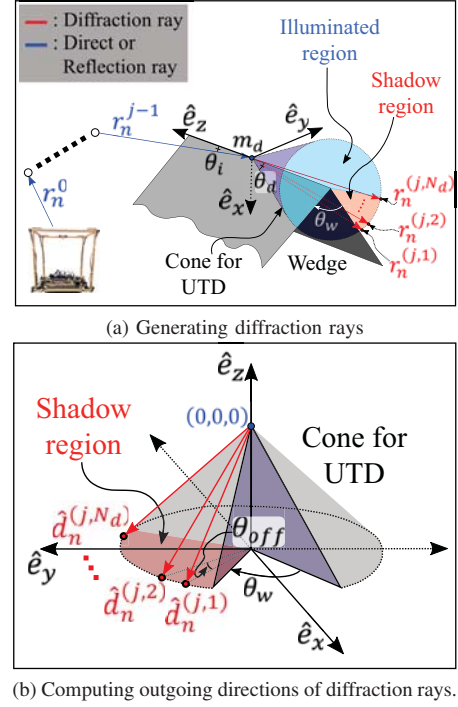 — : Diffraction ray
— : Direct or
Reflection ray
Illuminated
region
Shadow
region
r_n^{j-1}
ê_z
m_d
ê_y
θ_i
θ_d
r_n^0
ê_x
r_n^{(j,N_d)}
r_n^{(j,2)}
r_n^{(j,1)}
θ_w
Cone for
UTD
Wedge
(a) Generating diffraction rays
ê_z
(0,0,0)
Shadow
region
Cone for
UTD
d̂_n^{(j,N_d)}
θ_{off}
ê_y
d̂_n^{(j,2)}
d̂_n^{(j,1)}
θ_w
ê_x
(b) Computing outgoing directions of diffraction rays.